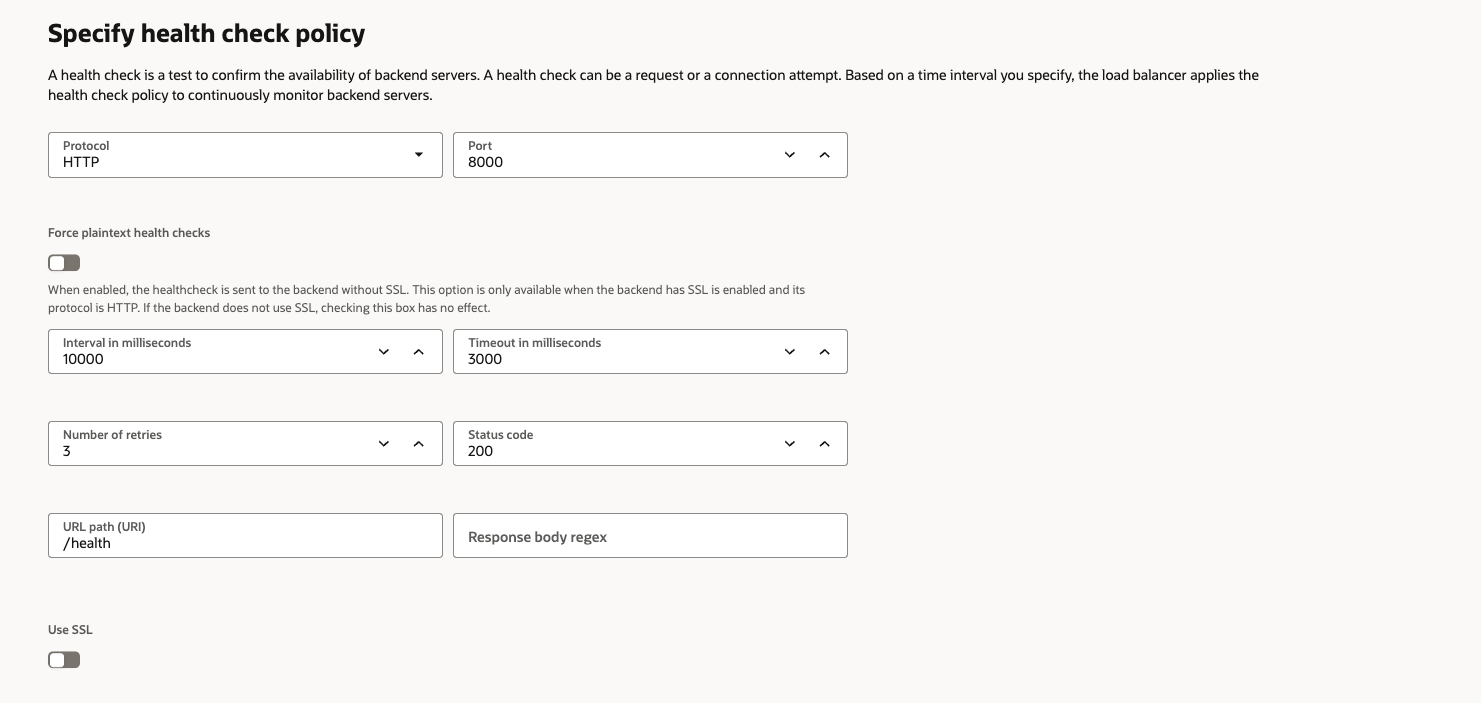 Specify health check policy
A health check is a test to confirm the availability of backend servers. A health check can be a request or a connection attempt. Based on a time interval you specify, the load balancer applies the
health check policy to continuously monitor backend servers.
Protocol
HTTP
Port
8000
Force plaintext health checks
When enabled, the healthcheck is sent to the backend without SSL. This option is only available when the backend has SSL is enabled and its
protocol is HTTP. If the backend does not use SSL, checking this box has no effect.
Interval in milliseconds
10000
Timeout in milliseconds
3000
Number of retries
3
Status code
200
URL path (URI)
/health
Response body regex
Use SSL